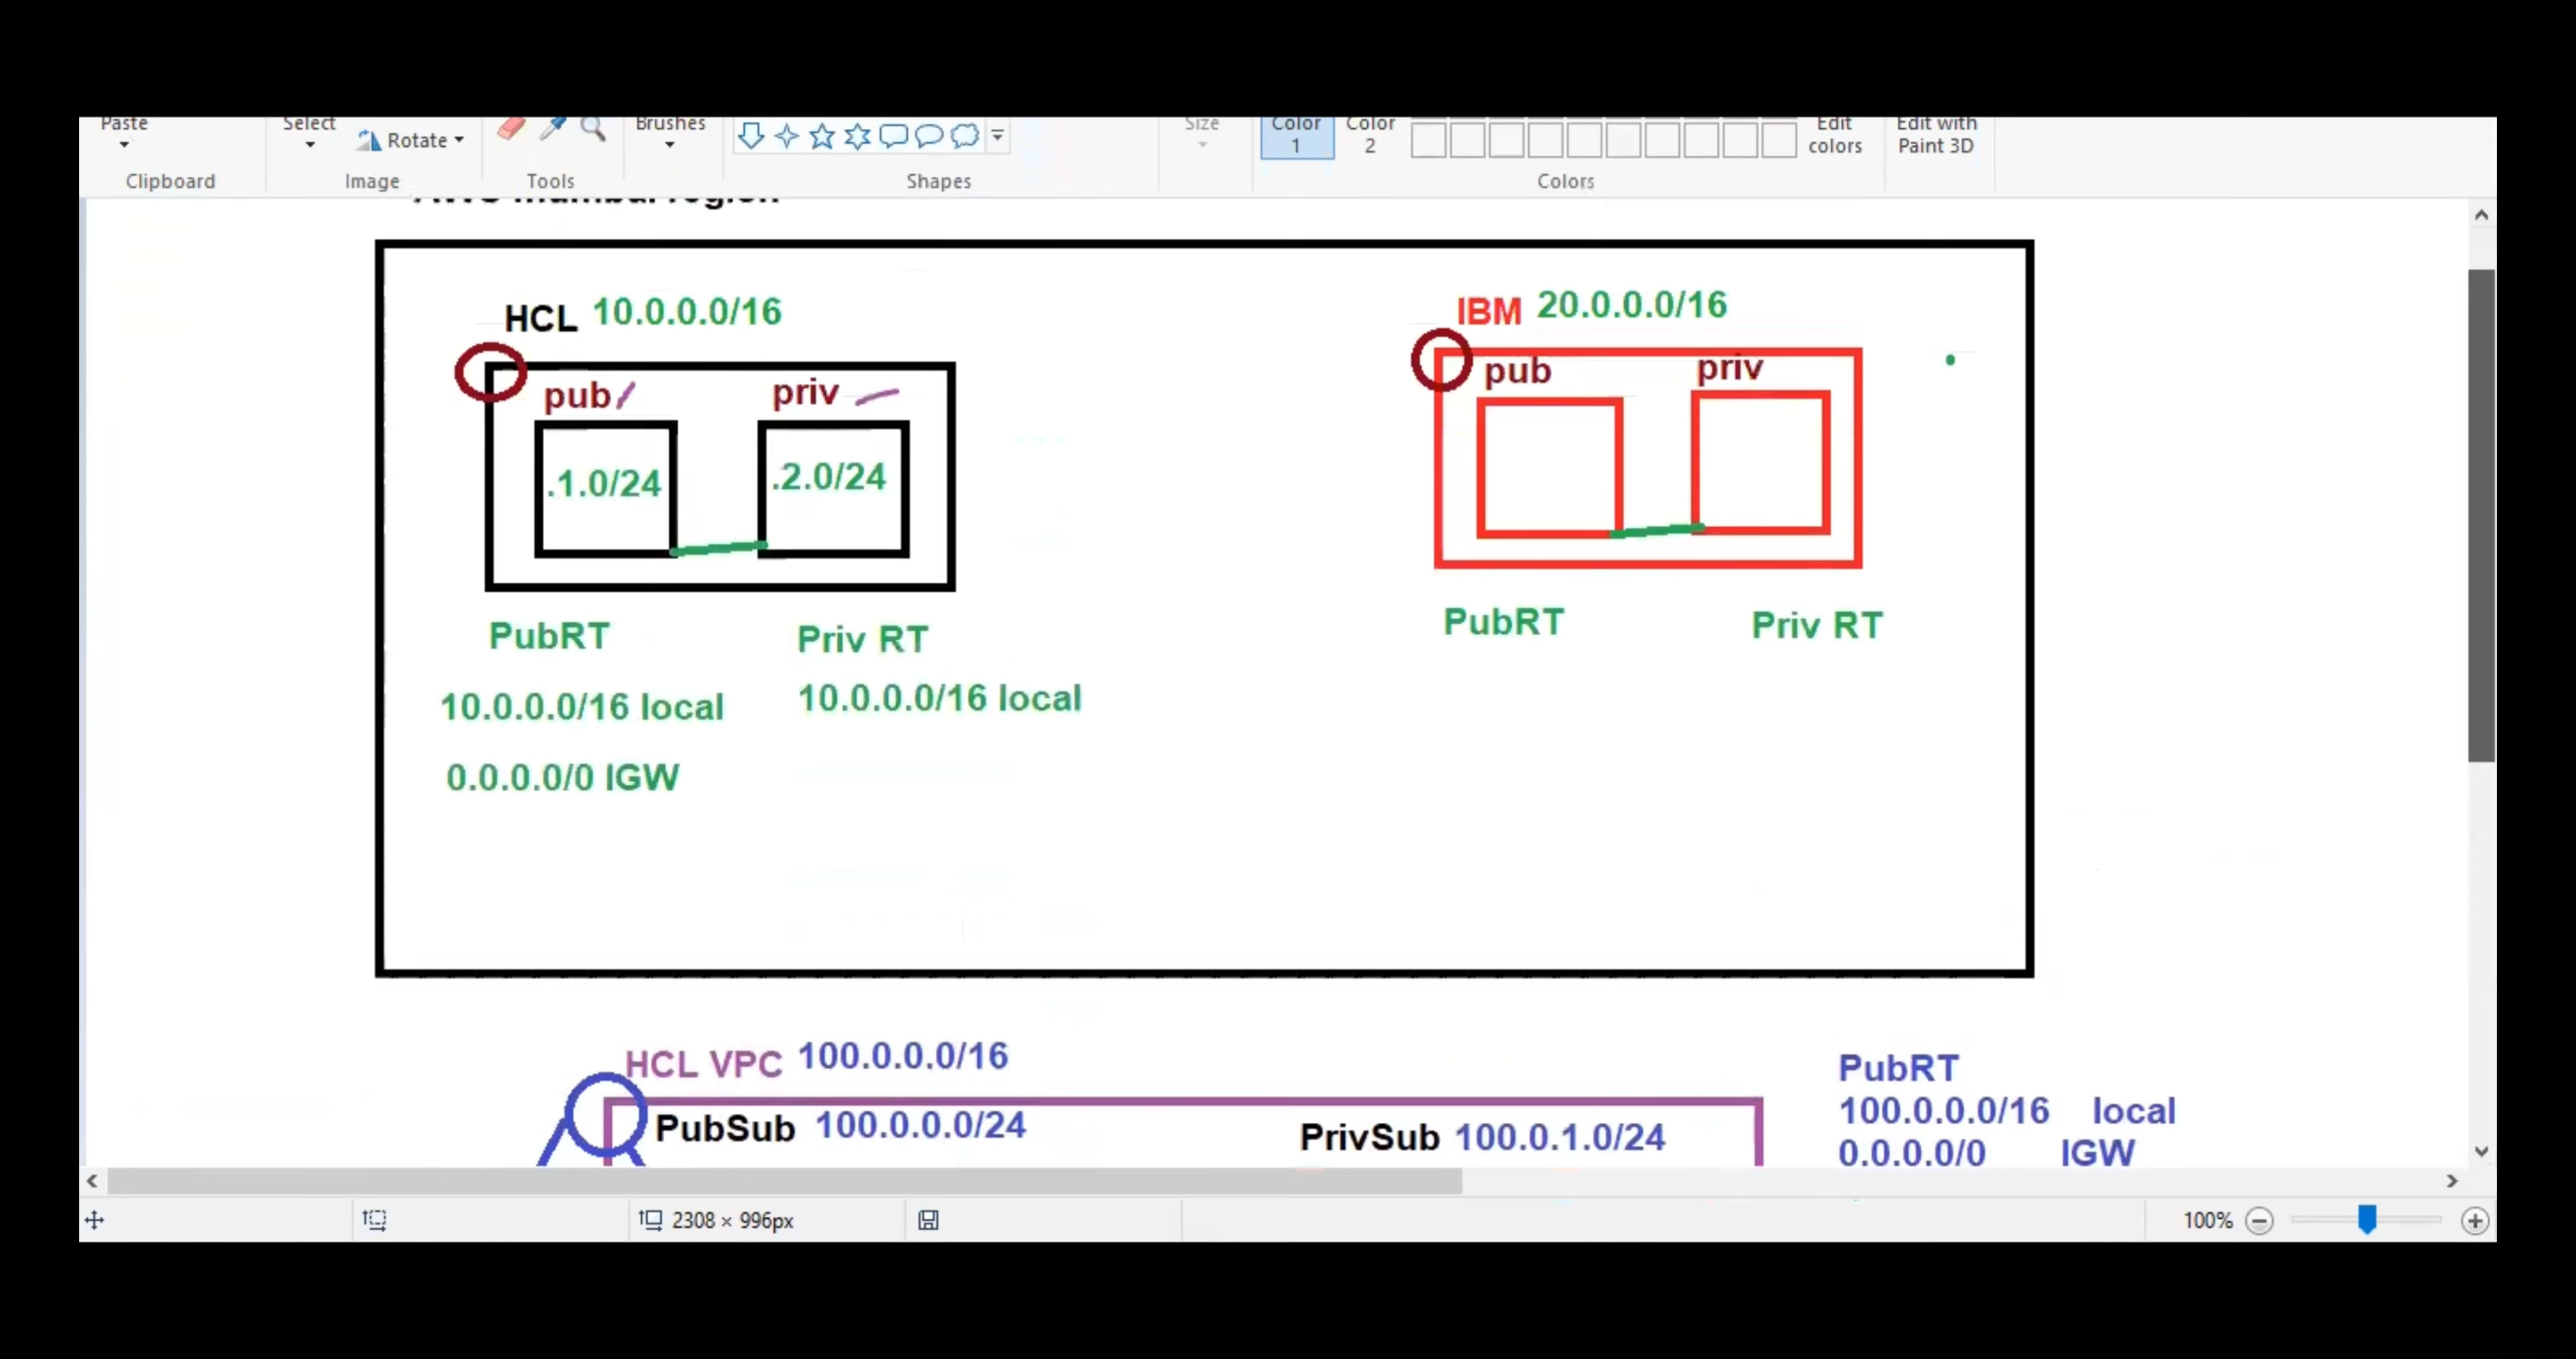 Paste
Select
Rotate
Brushes
Size
Color 1
Color 2
Edit colors
Edit with Paint 3D
Clipboard
Image
Tools
Shapes
Colors
AWS mumbai region
HCL 10.0.0.0/16
IBM 20.0.0.0/16
pub
priv
pub
priv
.1.0/24
.2.0/24
PubRT
Priv RT
PubRT
Priv RT
10.0.0.0/16 local
10.0.0.0/16 local
0.0.0.0/0 IGW
HCL VPC 100.0.0.0/16
PubRT
PubSub 100.0.0.0/24
PrivSub 100.0.1.0/24
100.0.0.0/16 local
0.0.0.0/0 IGW
2308 × 996px
100%